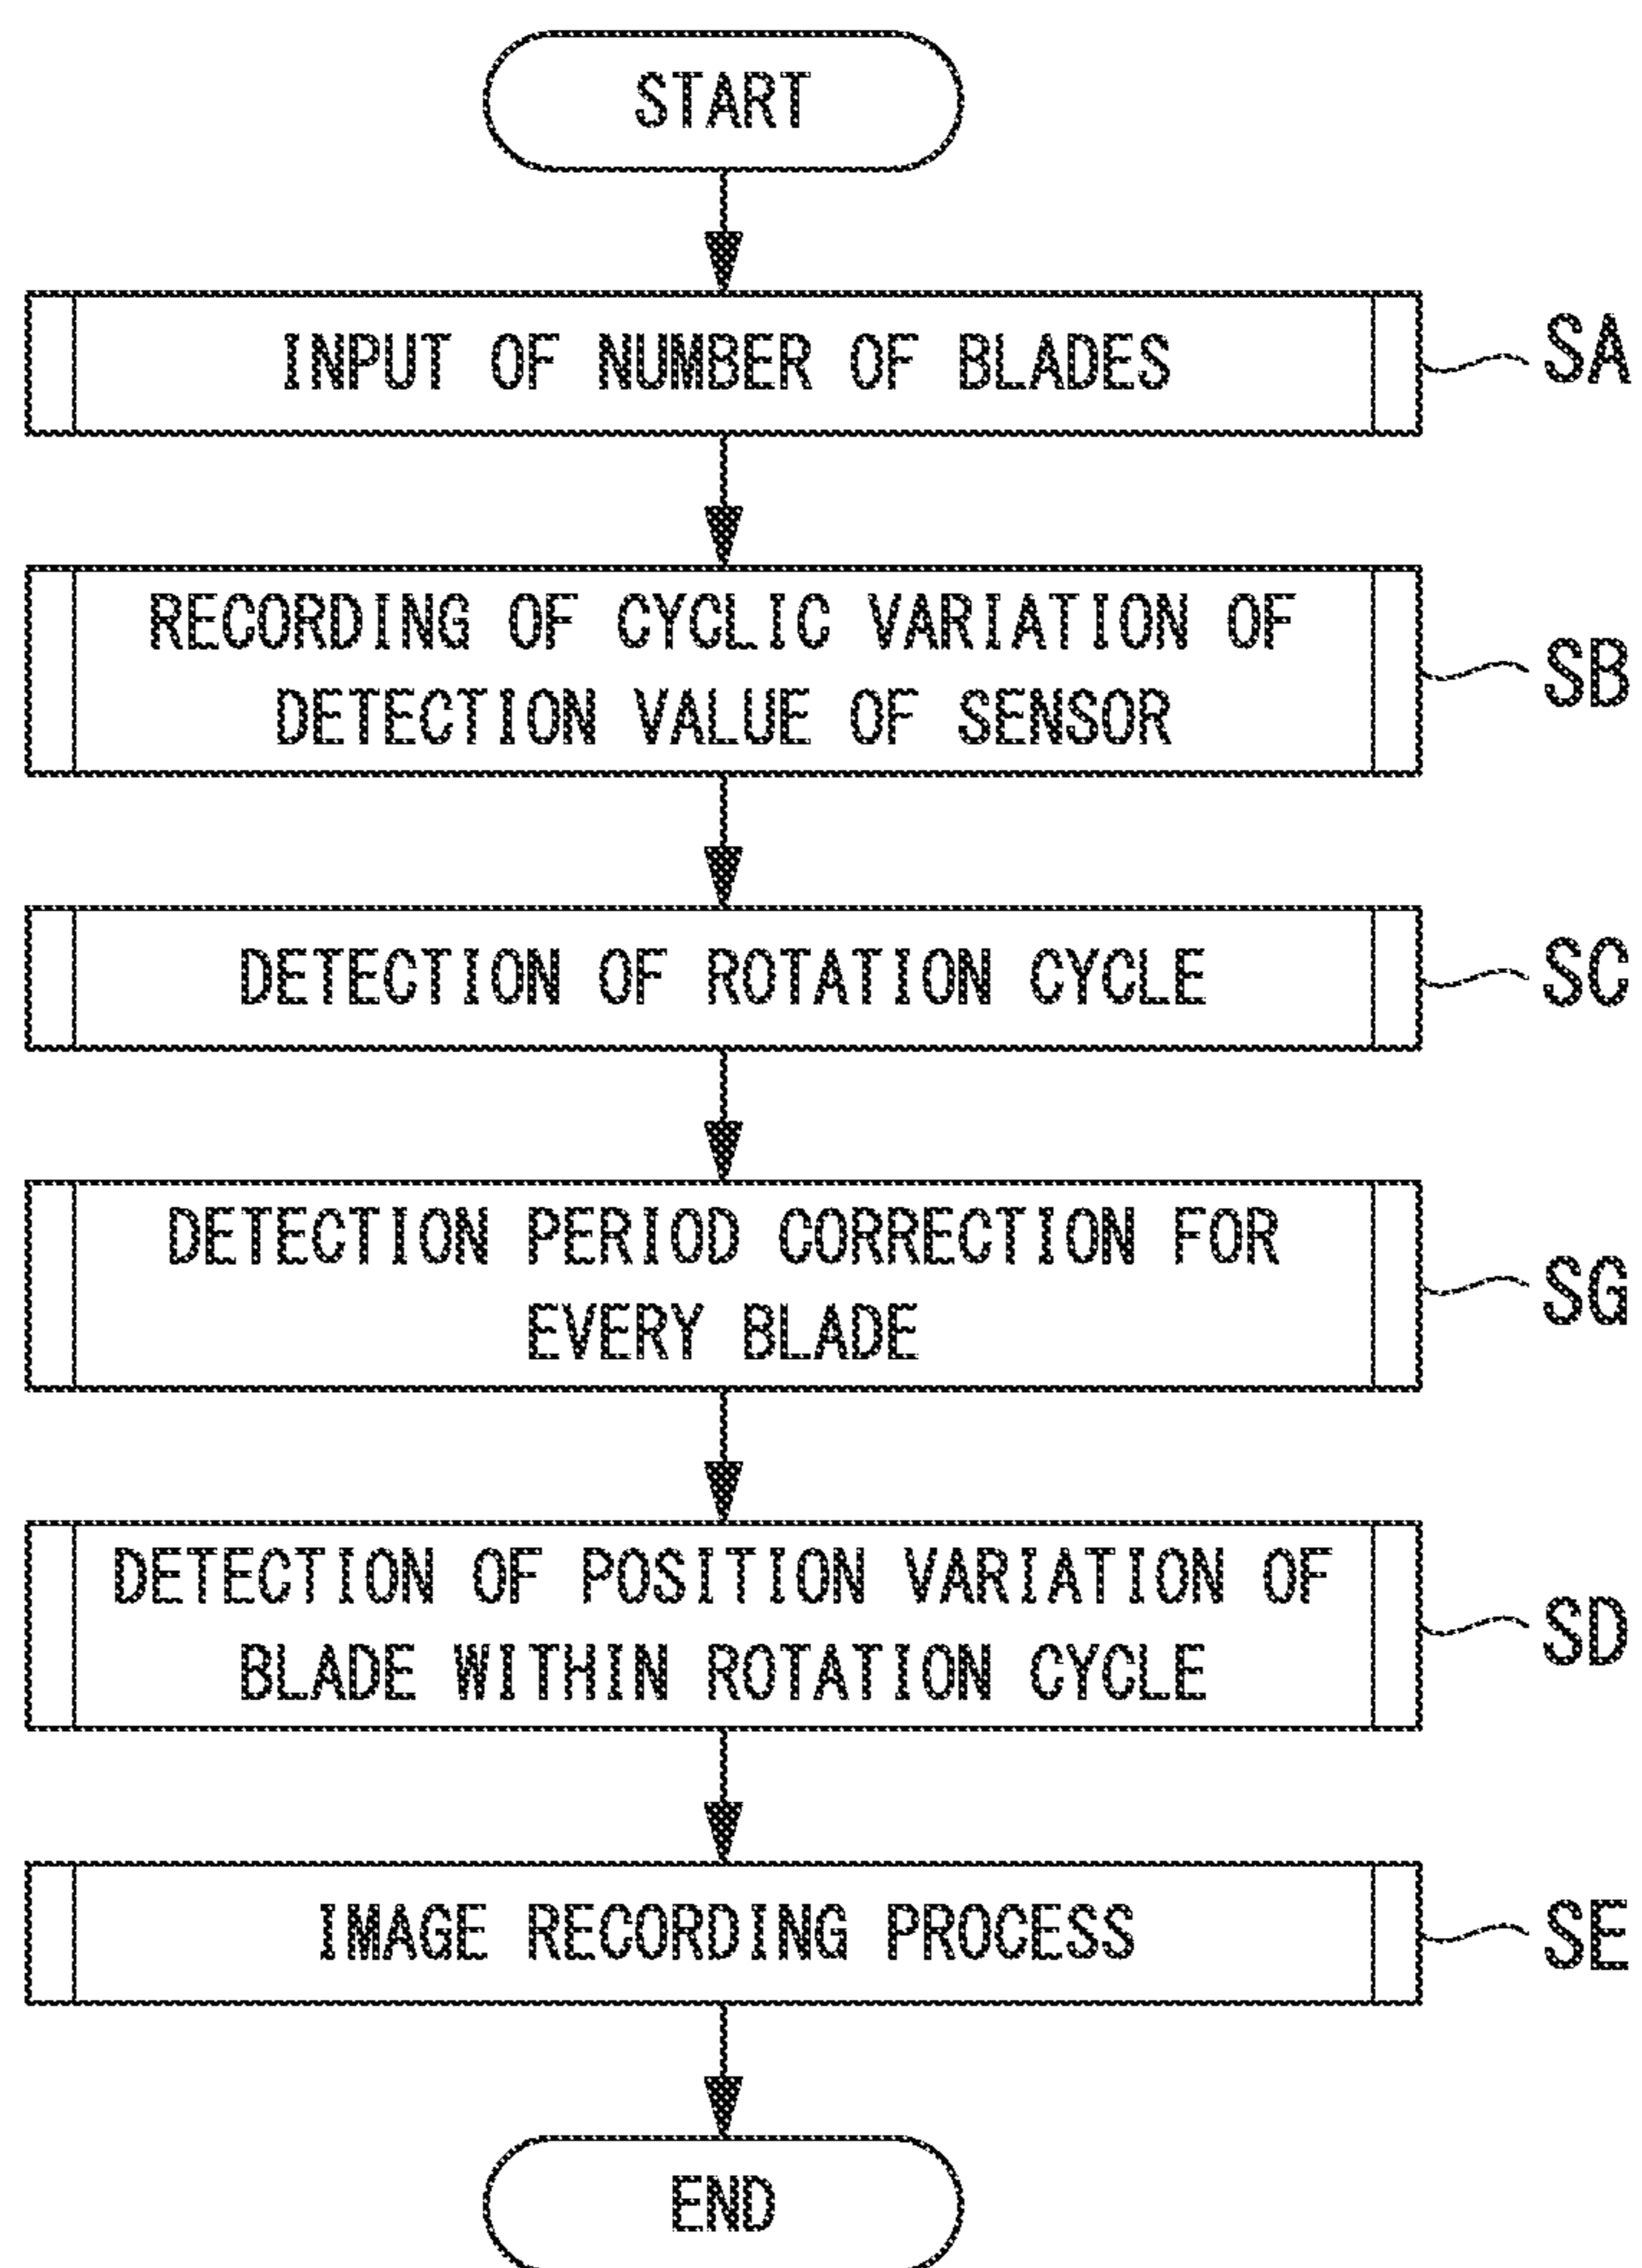 START
INPUT OF NUMBER OF BLADES
SA
RECORDING OF CYCLIC VARIATION OF
DETECTION VALUE OF SENSOR
SB
DETECTION OF ROTATION CYCLE
SC
DETECTION PERIOD CORRECTION FOR
EVERY BLADE
SG
DETECTION OF POSITION VARIATION OF
BLADE WITHIN ROTATION CYCLE
SD
IMAGE RECORDING PROCESS
SE
END